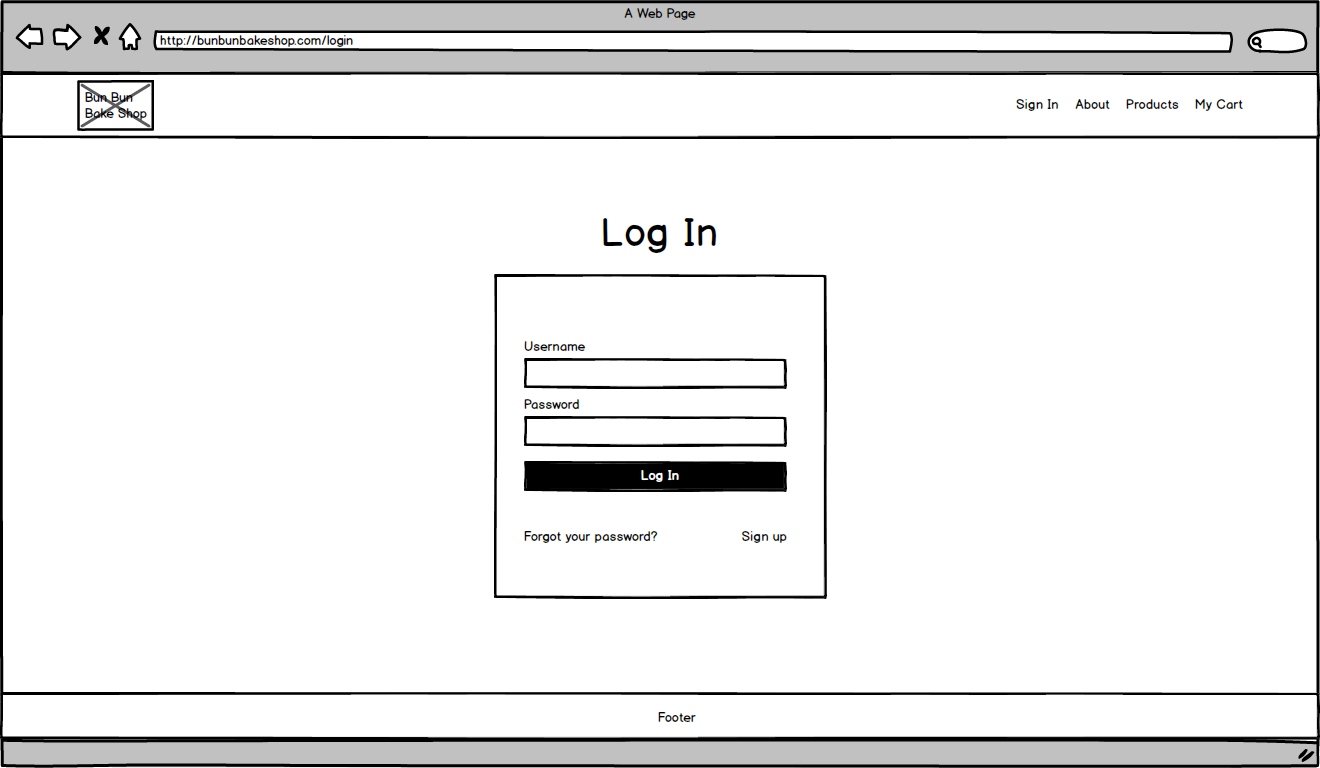 A Web Page
http://bunbunbakeshop.com/login
Bun Bun
Bake Shop
Sign In About Products My Cart
Log In
Username
Password
Log In
Forgot your password? Sign up
Footer